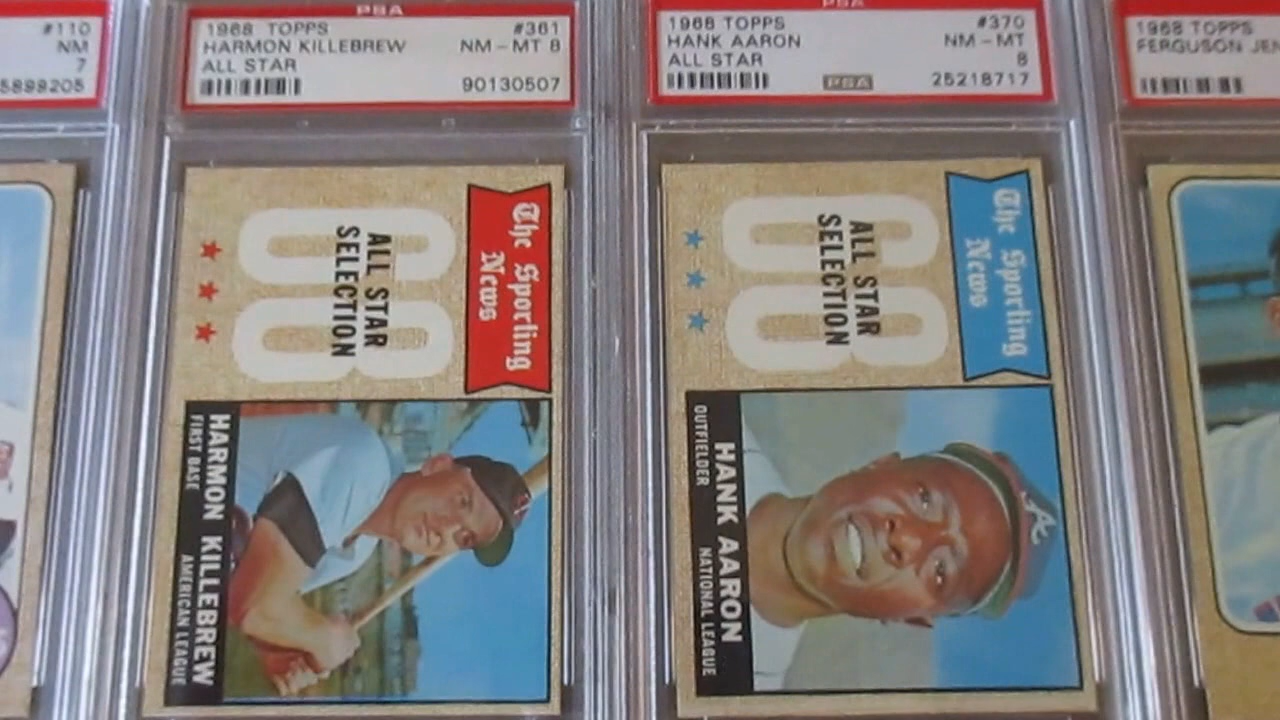 #110
NM
7
5899205
PSA
1968 TOPPS #361
HARMON KILLEBREW NM - MT 8
ALL STAR
90130507
PSA
1968 TOPPS #370
HANK AARON NM - MT
ALL STAR 8
PSA 25218717
1968 TOPPS
FERGUSON JEN
The Sporting
News
68
ALL STAR
SELECTION
HARMON KILLEBREW
FIRST BASE AMERICAN LEAGUE
The Sporting
News
68
ALL STAR
SELECTION
A
HANK AARON
OUTFIELDER NATIONAL LEAGUE